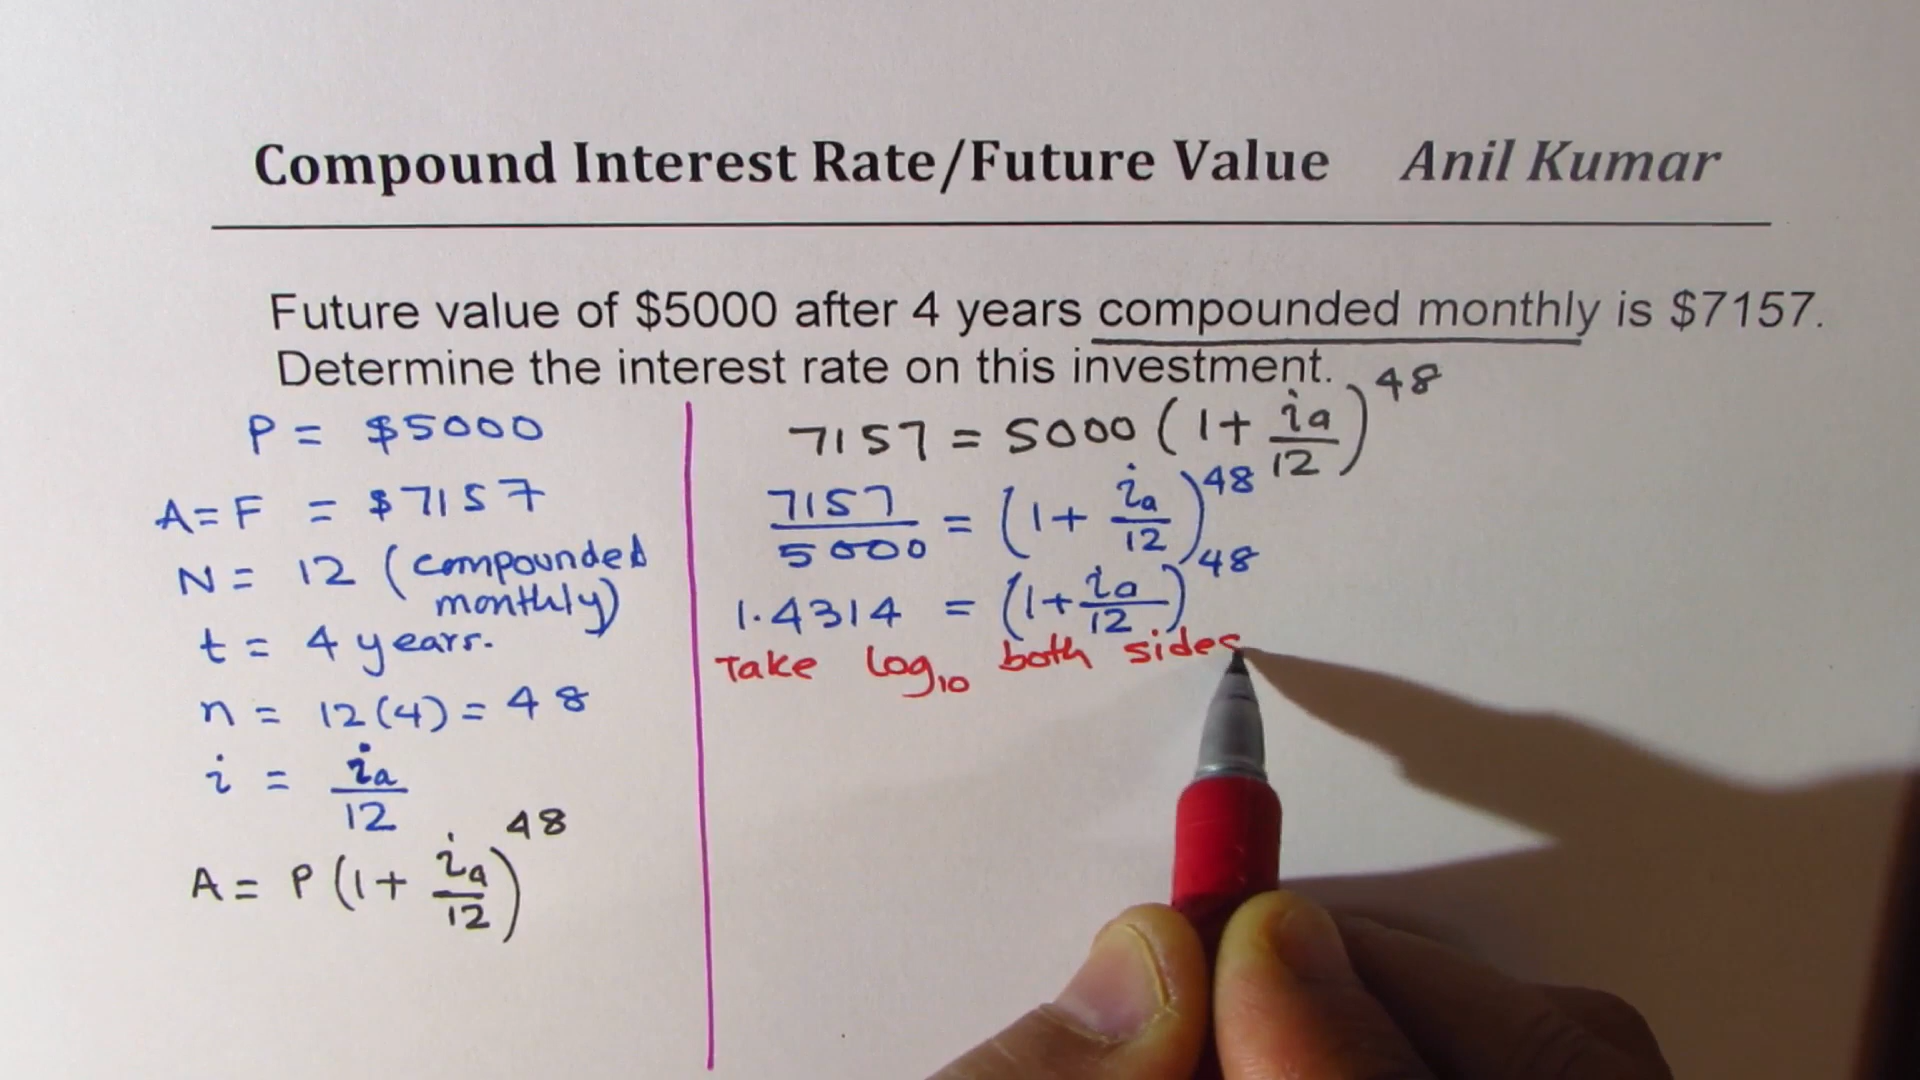 Compound Interest Rate/Future Value Anil Kumar
Future value of $5000 after 4 years compounded monthly is $7157.
Determine the interest rate on this investment.
P = $5000
A=F = $7157
N = 12 (compounded
monthly)
t = 4 years.
n = 12(4) = 48
i = ia/12
A = P(1 + ia/12)^48
7157 = 5000 (1 + ia/12)^48
7157/5000 = (1 + ia/12)^48
1.4314 = (1 + ia/12)^48
Take log10 both sides